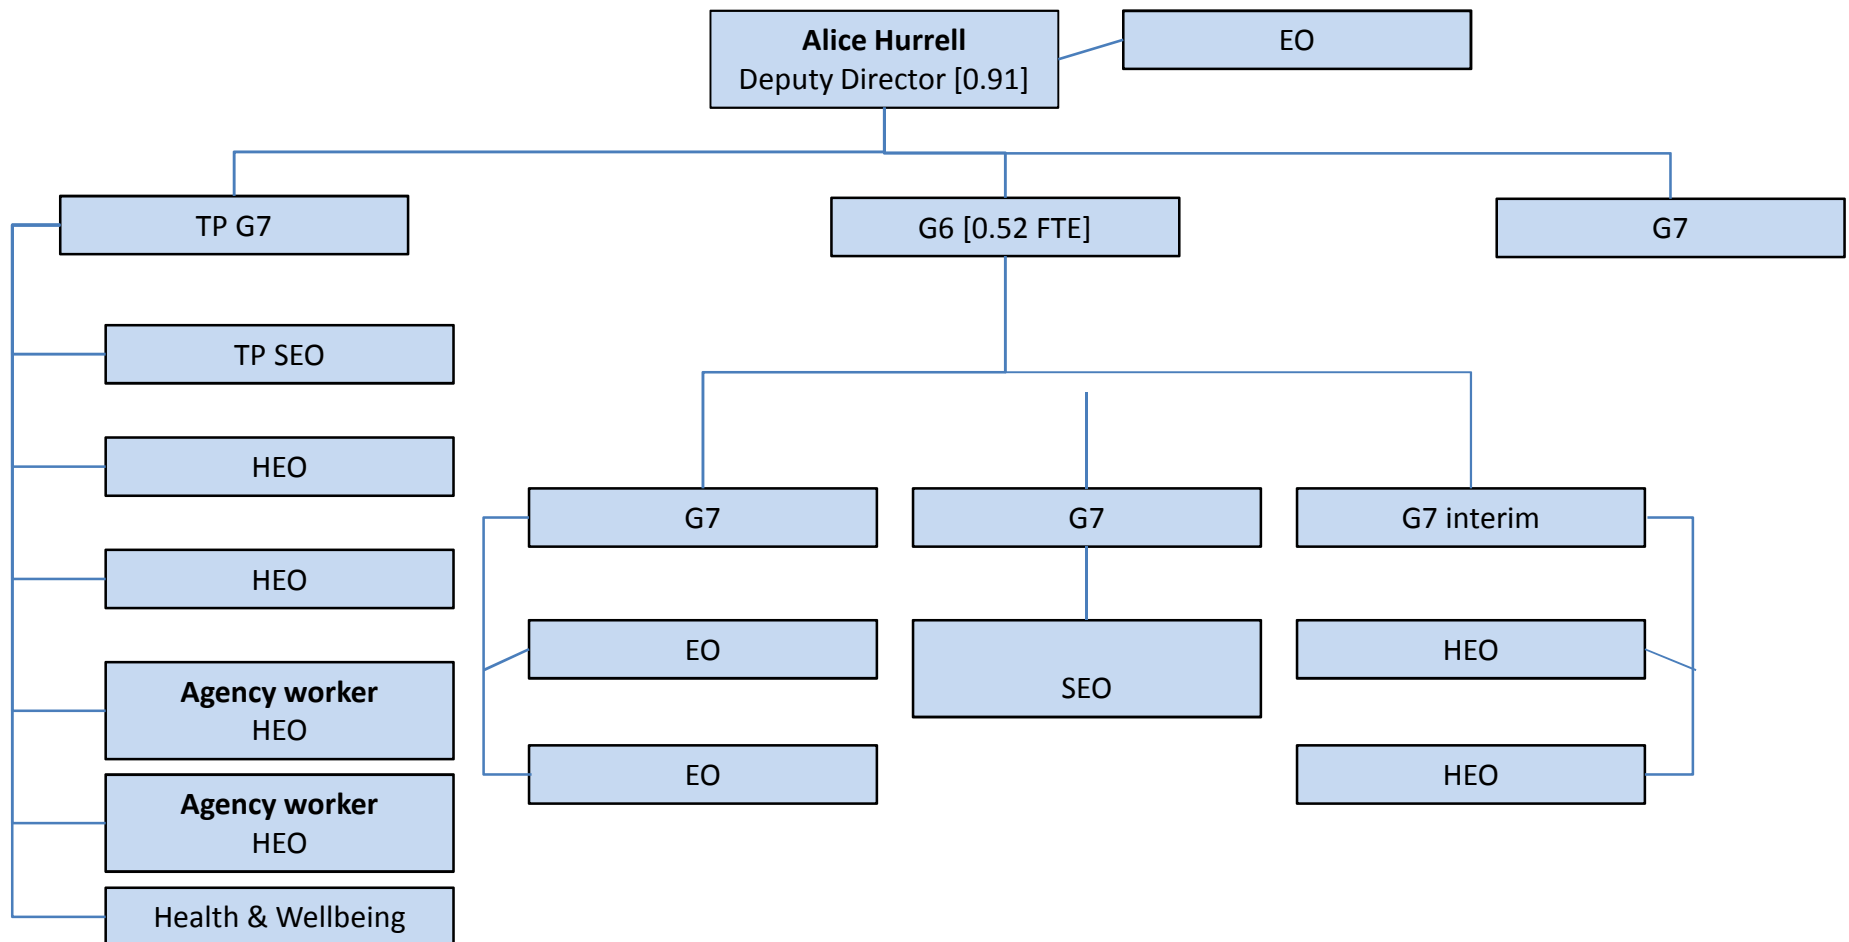 Alice Hurrell
Deputy Director [0.91]
EO
TP G7
G6 [0.52 FTE]
G7
TP SEO
HEO
HEO
Agency worker
HEO
Agency worker
HEO
Health & Wellbeing
G7
EO
EO
G7
SEO
G7 interim
HEO
HEO